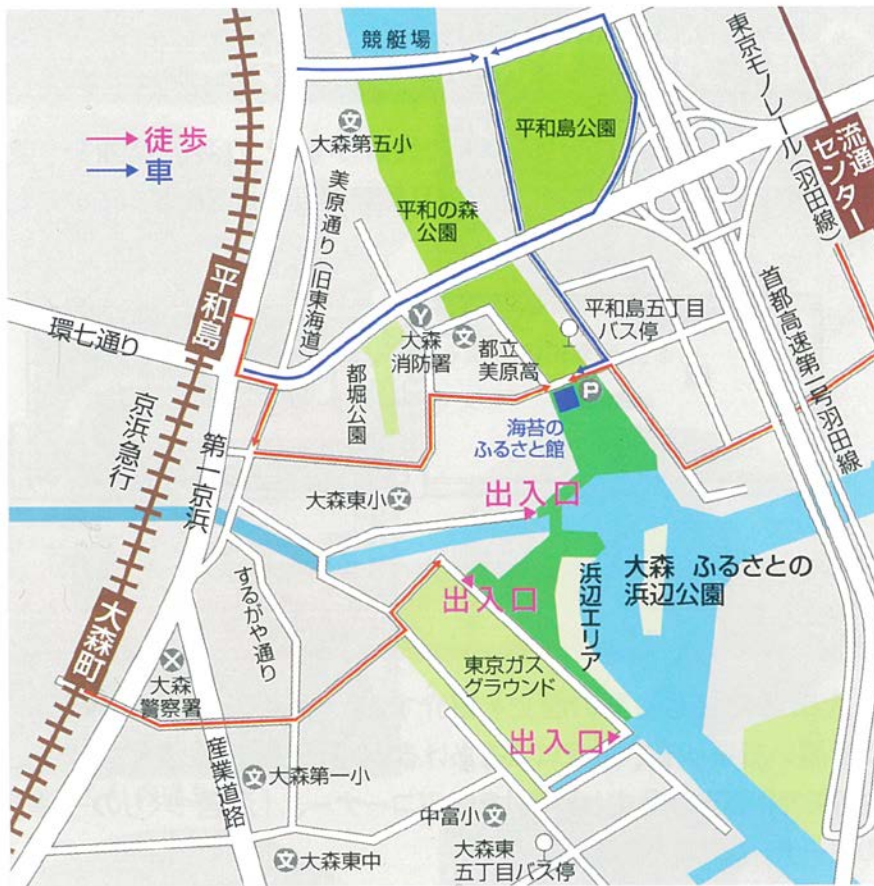 競艇場
東京モノレール(羽田線)
流通
センター
徒歩
車
大森第五小
平和島公園
美原通り(旧東海道)
平和の森
公園
平和島
環七通り
平和島五丁目
バス停
首都高速第一号羽田線
Y
大森
消防署
文
都立
美原高
都堀公園
P
海苔の
ふるさと館
京浜急行
第一京浜
大森東小
出入口
大森 ふるさとの
浜辺公園
浜辺エリア
出入口
するがや通り
大森町
東京ガス
グラウンド
大森
警察署
出入口
産業道路
文 大森第一小
中富小 文
文 大森東中
大森東
五丁目バス停